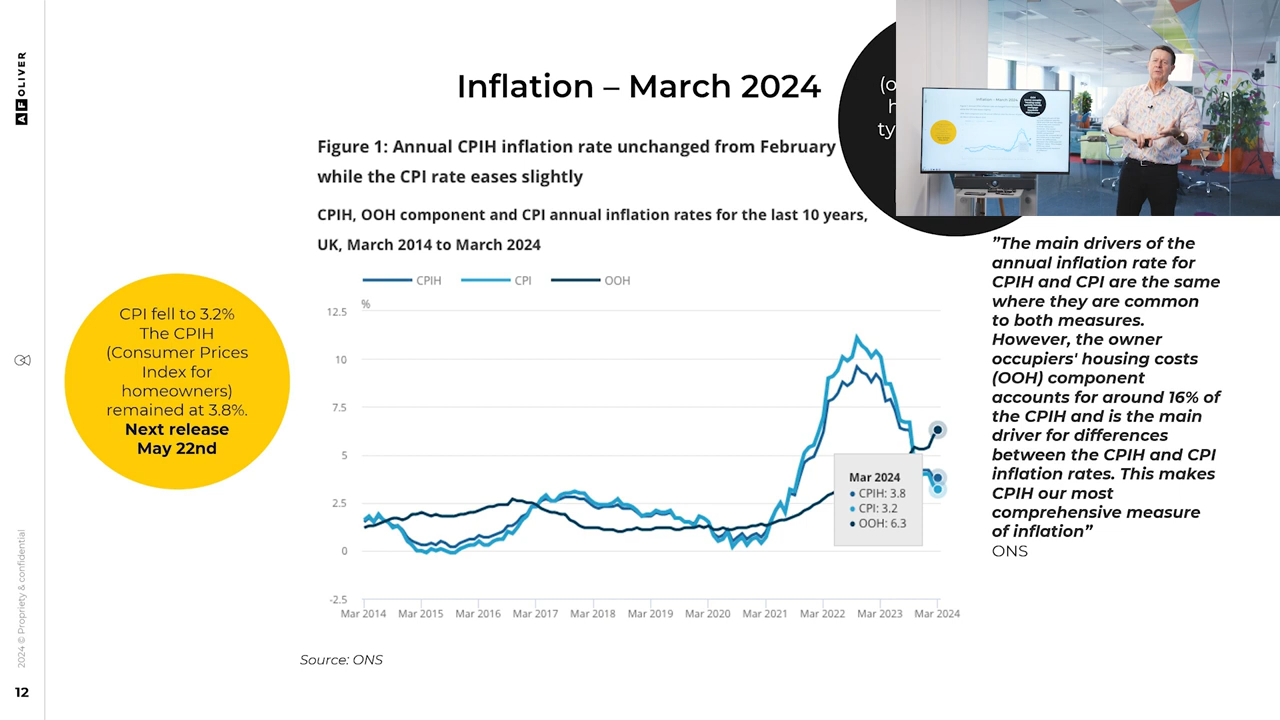 AF OLIVER
Inflation – March 2024
Figure 1: Annual CPIH inflation rate unchanged from February
while the CPI rate eases slightly
CPIH, OOH component and CPI annual inflation rates for the last 10 years,
UK, March 2014 to March 2024
CPIH CPI OOH
%
12.5
10
7.5
5
2.5
0
-2.5
Mar 2014 Mar 2015 Mar 2016 Mar 2017 Mar 2018 Mar 2019 Mar 2020 Mar 2021 Mar 2022 Mar 2023 Mar 2024
Mar 2024
CPIH: 3.8
CPI: 3.2
OOH: 6.3
CPI fell to 3.2%
The CPIH
(Consumer Prices
Index for
homeowners)
remained at 3.8%.
Next release
May 22nd
”The main drivers of the
annual inflation rate for
CPIH and CPI are the same
where they are common
to both measures.
However, the owner
occupiers' housing costs
(OOH) component
accounts for around 16% of
the CPIH and is the main
driver for differences
between the CPIH and CPI
inflation rates. This makes
CPIH our most
comprehensive measure
of inflation”
ONS
Source: ONS
2024 © Propriety & confidential
12
Inflation – March 2024